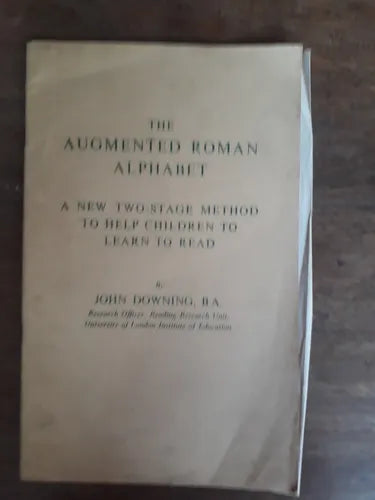 THE
AUGMENTED ROMAN
ALPHABET
A NEW TWO-STAGE METHOD
TO HELP CHILDREN TO
LEARN TO READ
By
JOHN DOWNING, B.A.
Research Officer, Reading Research Unit,
University of London Institute of Education